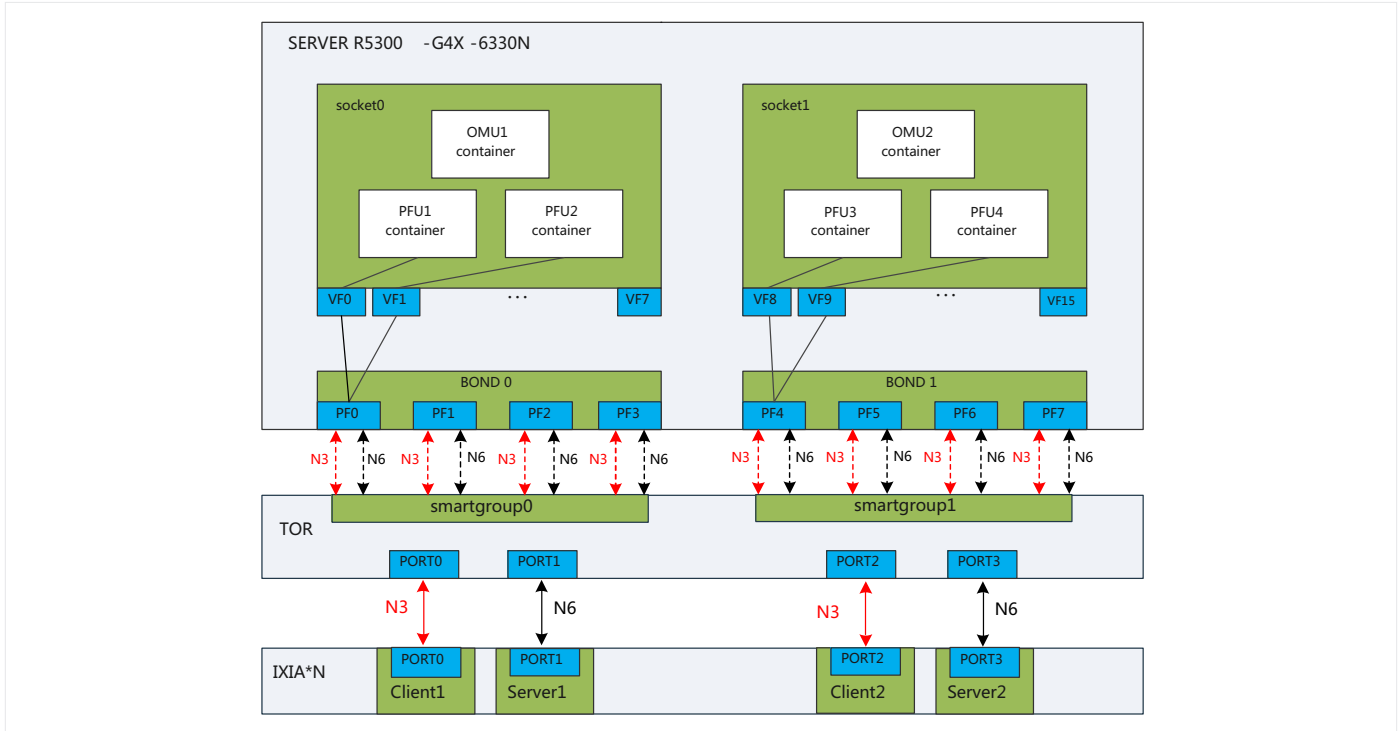 SERVER R5300 -G4X -6330N
socket0
OMU1
container
PFU1
container
PFU2
container
VF0
VF1
...
VF7
socket1
OMU2
container
PFU3
container
PFU4
container
VF8
VF9
...
VF15
BOND 0
PF0
PF1
PF2
PF3
BOND 1
PF4
PF5
PF6
PF7
N3
N6
N3
N6
N3
N6
N3
N6
N3
N6
N3
N6
N3
N6
N3
N6
smartgroup0
smartgroup1
TOR
PORT0
PORT1
PORT2
PORT3
N3
N6
N3
N6
IXIA*N
PORT0
Client1
PORT1
Server1
PORT2
Client2
PORT3
Server2